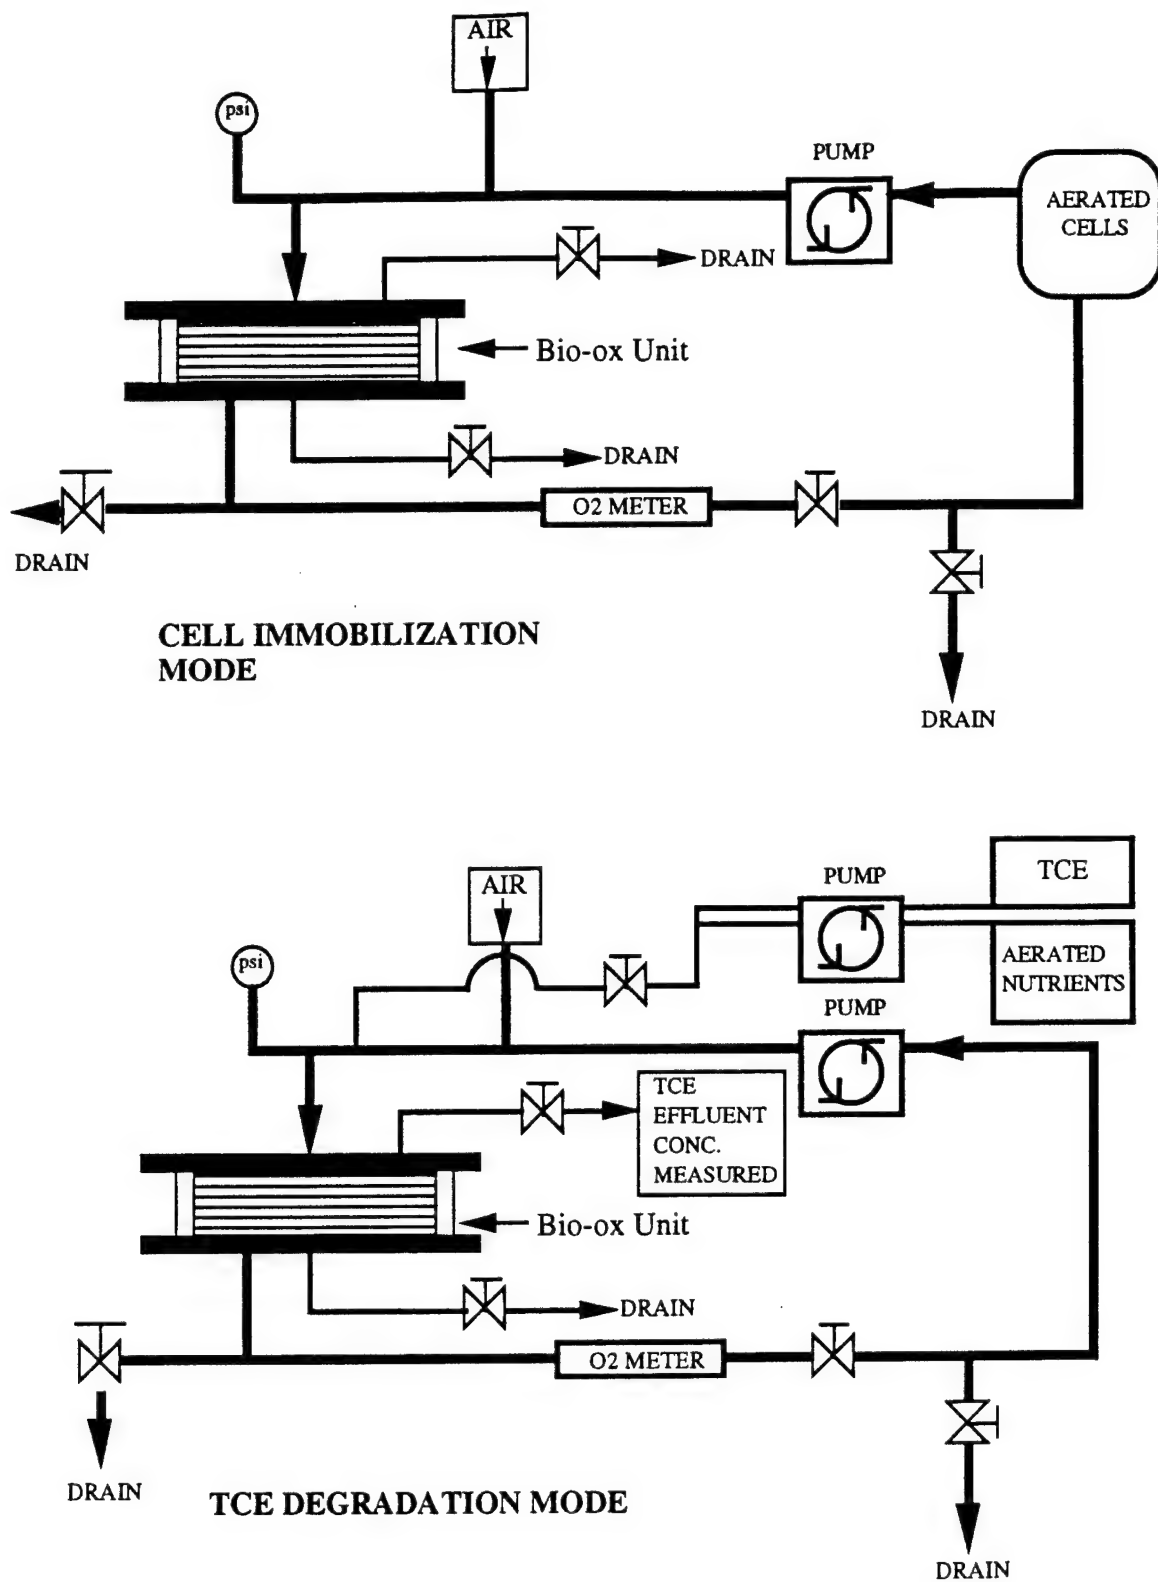 AIR
psi
PUMP
AERATED
CELLS
DRAIN
Bio-ox Unit
DRAIN
O2 METER
DRAIN
CELL IMMOBILIZATION
MODE
DRAIN
TCE
PUMP
AIR
AERATED
NUTRIENTS
psi
PUMP
TCE
EFFLUENT
CONC.
MEASURED
Bio-ox Unit
DRAIN
O2 METER
DRAIN
TCE DEGRADATION MODE
DRAIN